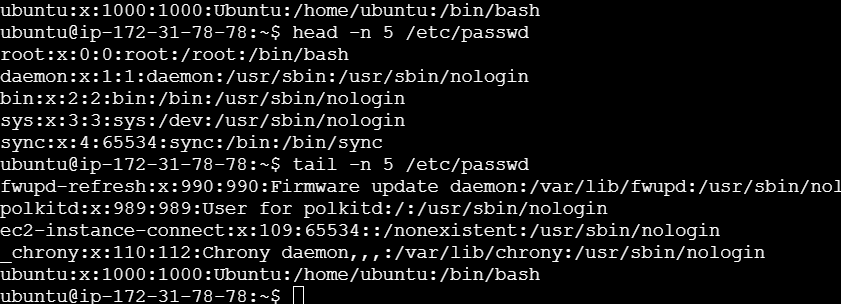 ubuntu:x:1000:1000:Ubuntu:/home/ubuntu:/bin/bash
ubuntu@ip-172-31-78-78:~$ head -n 5 /etc/passwd
root:x:0:0:root:/root:/bin/bash
daemon:x:1:1:daemon:/usr/sbin:/usr/sbin/nologin
bin:x:2:2:bin:/bin:/usr/sbin/nologin
sys:x:3:3:sys:/dev:/usr/sbin/nologin
sync:x:4:65534:sync:/bin:/bin/sync
ubuntu@ip-172-31-78-78:~$ tail -n 5 /etc/passwd
fwupd-refresh:x:990:990:Firmware update daemon:/var/lib/fwupd:/usr/sbin/nol
polkitd:x:989:989:User for polkitd:/:/usr/sbin/nologin
ec2-instance-connect:x:109:65534::/nonexistent:/usr/sbin/nologin
_chrony:x:110:112:Chrony daemon,,,:/var/lib/chrony:/usr/sbin/nologin
ubuntu:x:1000:1000:Ubuntu:/home/ubuntu:/bin/bash
ubuntu@ip-172-31-78-78:~$